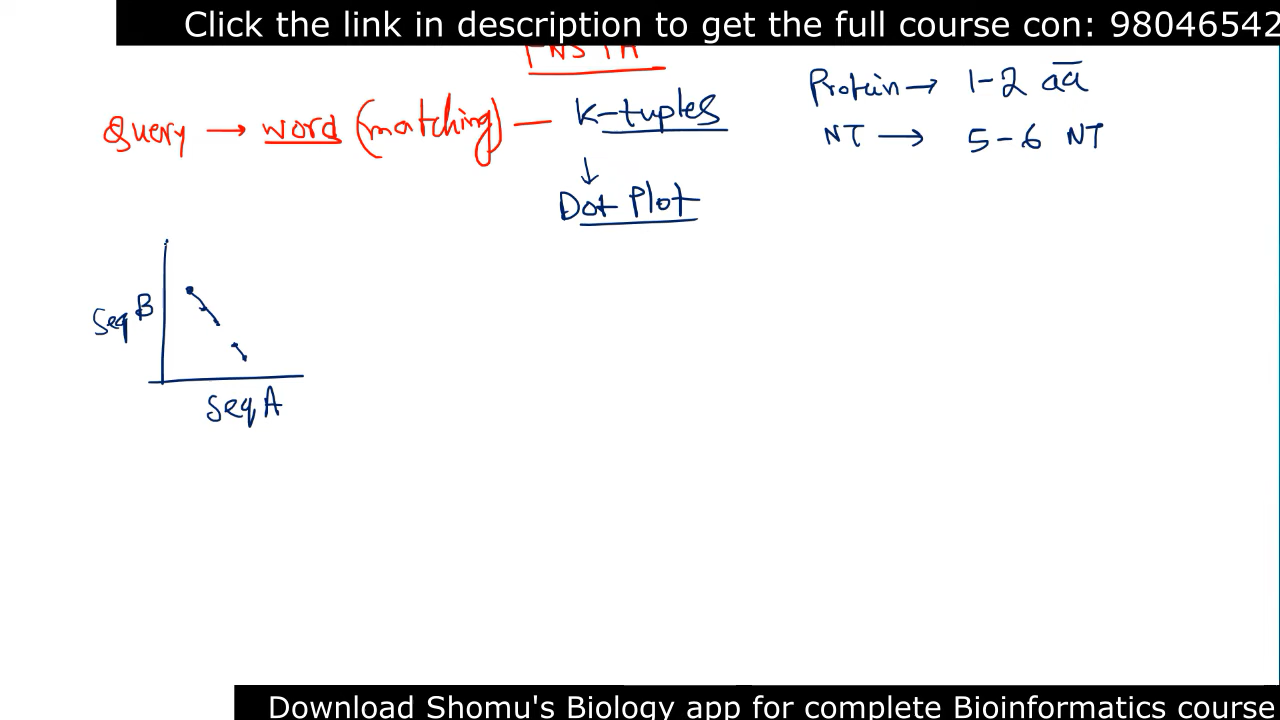 Click the link in description to get the full course con: 98046542
Query → word (matching) — K-tuples
Protein → 1-2 aa
NT → 5-6 NT
↓
Dot Plot
Seq B
Seq A
Download Shomu's Biology app for complete Bioinformatics course